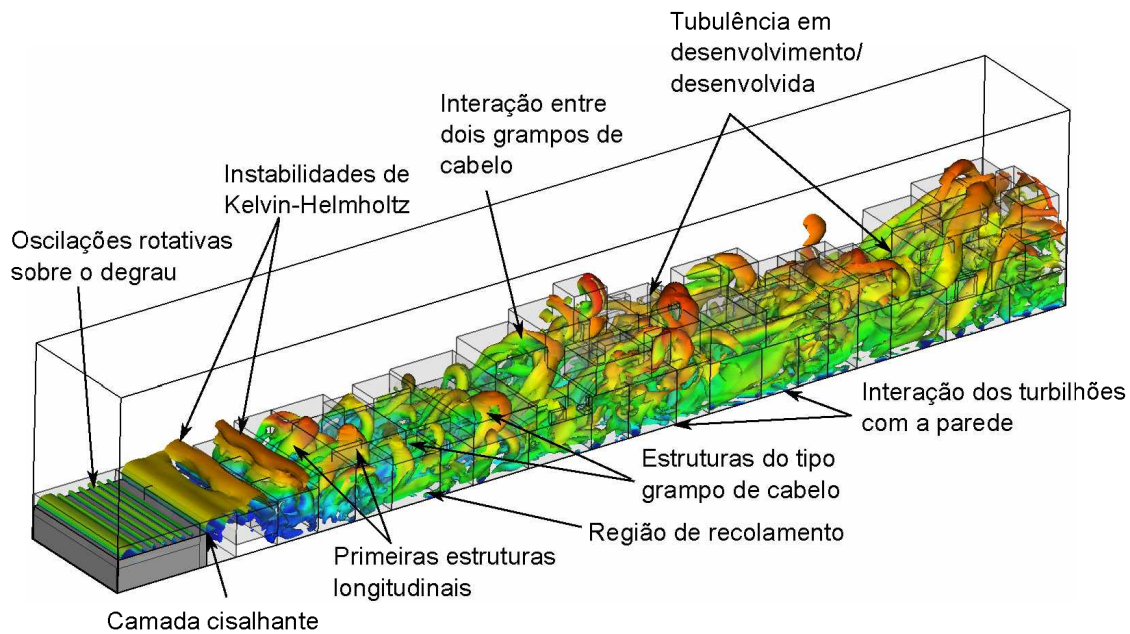 Tubulência em
desenvolvimento/
desenvolvida
Interação entre
dois grampos de
cabelo
Instabilidades de
Kelvin-Helmholtz
Oscilações rotativas
sobre o degrau
Interação dos turbilhões
com a parede
Estruturas do tipo
grampo de cabelo
Região de recolamento
Primeiras estruturas
longitudinais
Camada cisalhante